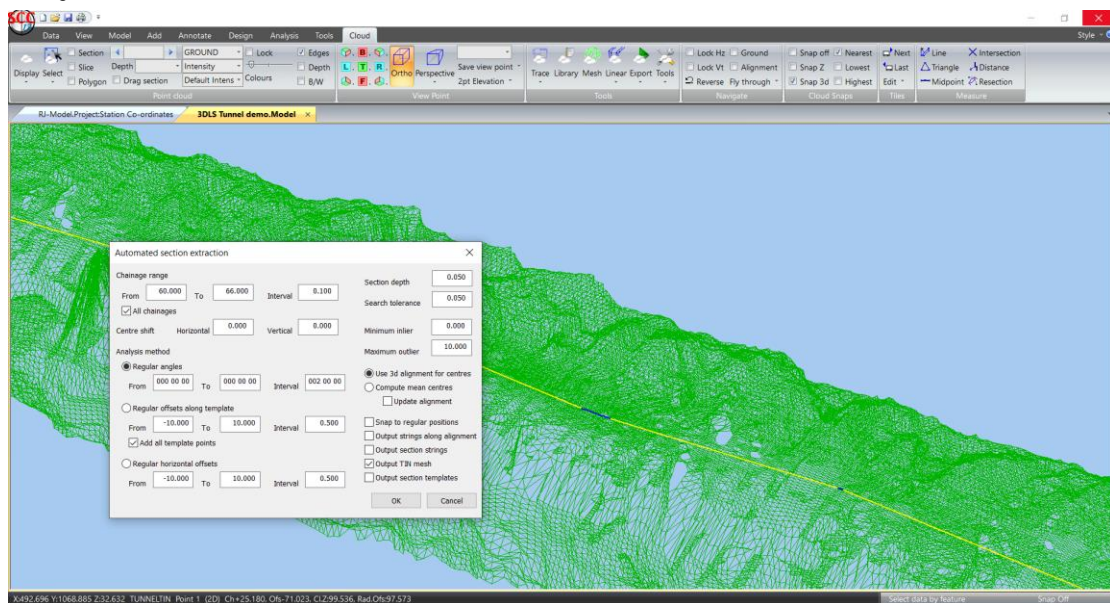 SCC
Data View Model Add Annotate Design Analysis Tools Cloud Style
Display Select Section GROUND Lock Edges
Slice Depth Intensity Depth
Polygon Drag section Default Intens Colours B/W
Point cloud
B T R L F
Ortho Perspective Save view point
2pt Elevation
View Point
Trace Library Mesh Linear Export Tools
Tools
Lock Hz Ground
Lock Vt Alignment
Reverse Fly through
Navigate
Snap off Nearest
Snap Z Lowest
Snap 3d Highest
Cloud Snaps
Next
Last
Edit
Tiles
Line Intersection
Triangle Distance
Midpoint Resection
Measure
RJ-Model.Project:Station Co-ordinates 3DLS Tunnel demo.Model
Automated section extraction
Chainage range
From 60.000 To 66.000 Interval 0.100
All chainages
Centre shift Horizontal 0.000 Vertical 0.000
Analysis method
Regular angles
From 000 00 00 To 000 00 00 Interval 002 00 00
Regular offsets along template
From -10.000 To 10.000 Interval 0.500
Add all template points
Regular horizontal offsets
From -10.000 To 10.000 Interval 0.500
Section depth 0.050
Search tolerance 0.050
Minimum inlier 0.000
Maximum outlier 10.000
Use 3d alignment for centres
Compute mean centres
Update alignment
Snap to regular positions
Output strings along alignment
Output section strings
Output TIN mesh
Output section templates
OK Cancel
X:492.696 Y:1068.885 Z:32.632 TUNNELTIN Point 1 (2D) Ch+25.180, Ofs-71.023, CLZ:99.536, Rad.Ofs:97.573 Select data by feature Snap Off